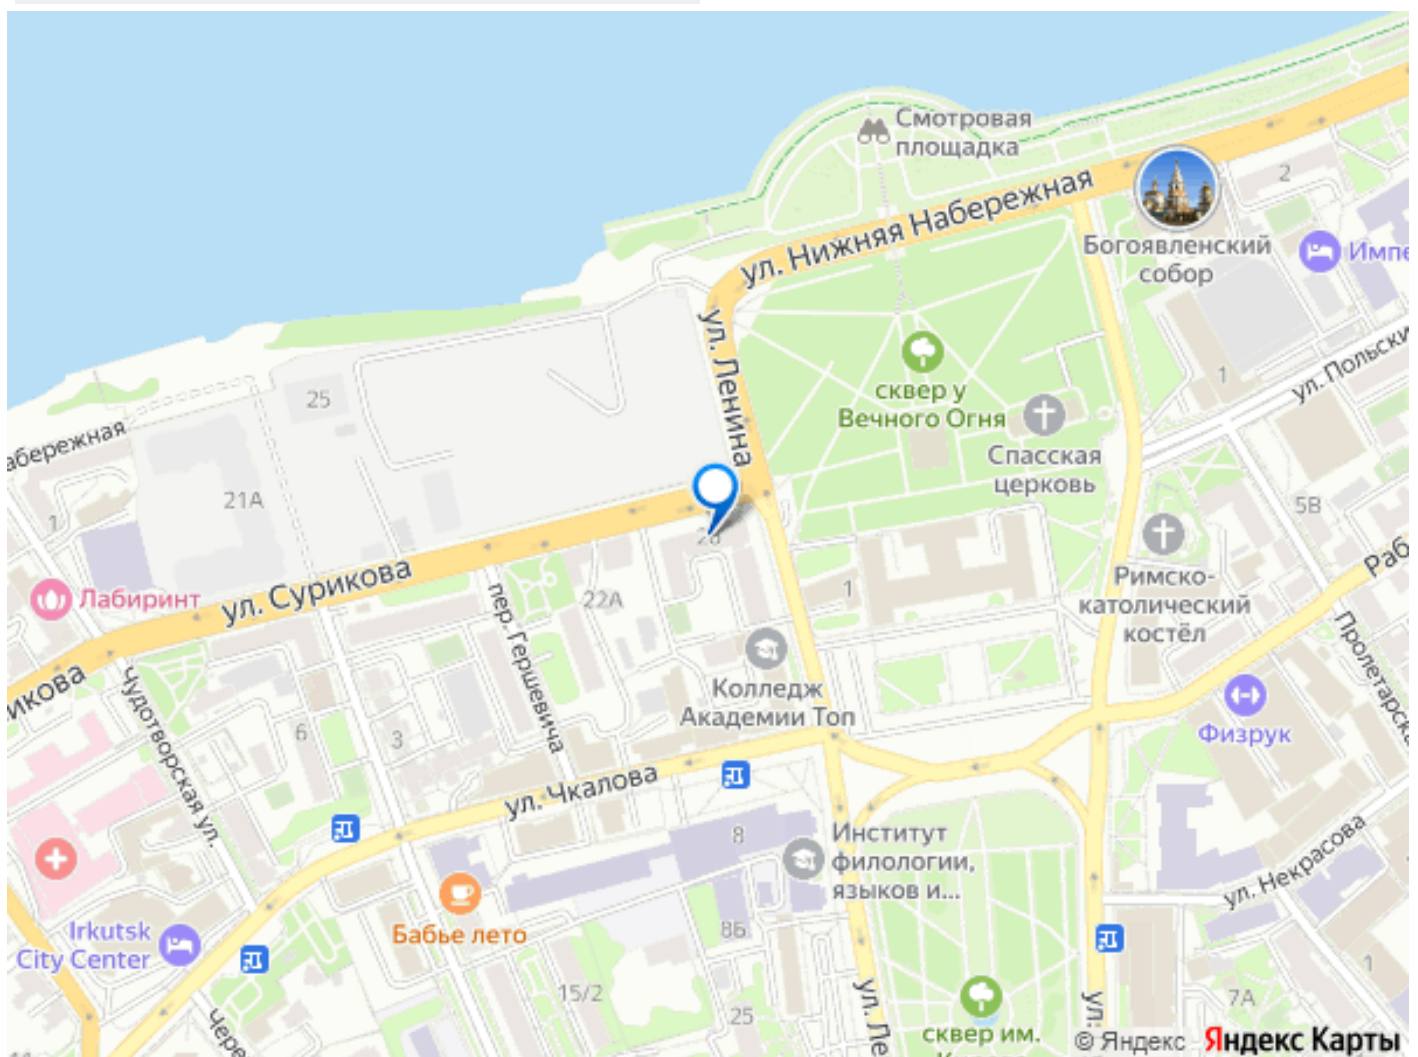 Смотровая
площадка
ул. Нижняя Набережная
2
Богоявленский
собор
Импе
ул. Ленина
сквер у
Вечного Огня
ул. Польски
1
25
абережная
21А
1
Спасская
церковь
5В
Раб
Лабиринт
ул. Сурикова
22А
пер. Гершевича
1
Римско-
католический
костёл
Пролетарска
рикова
Чудотворская ул.
6
3
Колледж
Академии Топ
Физрук
ул. Чкалова
8
Институт
филологии,
языков и...
ул. Некрасова
Бабье лето
8Б
Irkutsk
City Center
15/2
25
Чере
ул. Ле
сквер им.
ул.
7А
1
© Яндекс Яндекс Карты